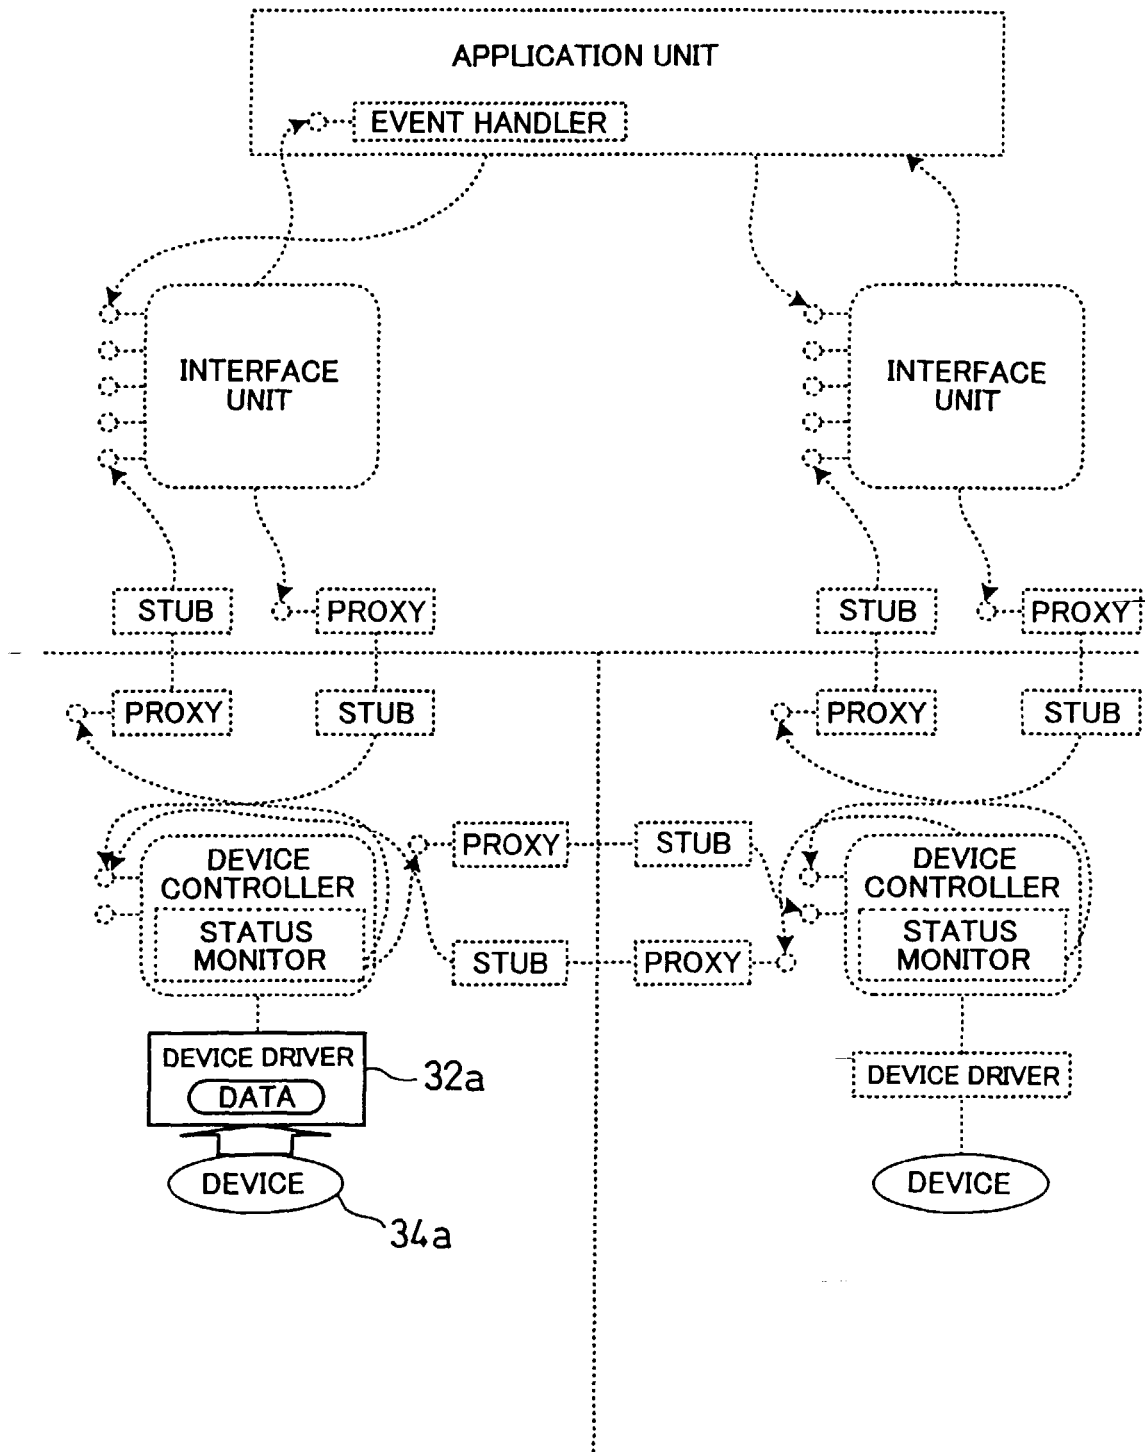 APPLICATION UNIT
EVENT HANDLER
INTERFACE
UNIT
INTERFACE
UNIT
STUB
PROXY
STUB
PROXY
PROXY
STUB
PROXY
STUB
DEVICE
CONTROLLER
STATUS
MONITOR
PROXY
STUB
STUB
PROXY
DEVICE
CONTROLLER
STATUS
MONITOR
DEVICE DRIVER
DATA
32a
DEVICE
34a
DEVICE DRIVER
DEVICE